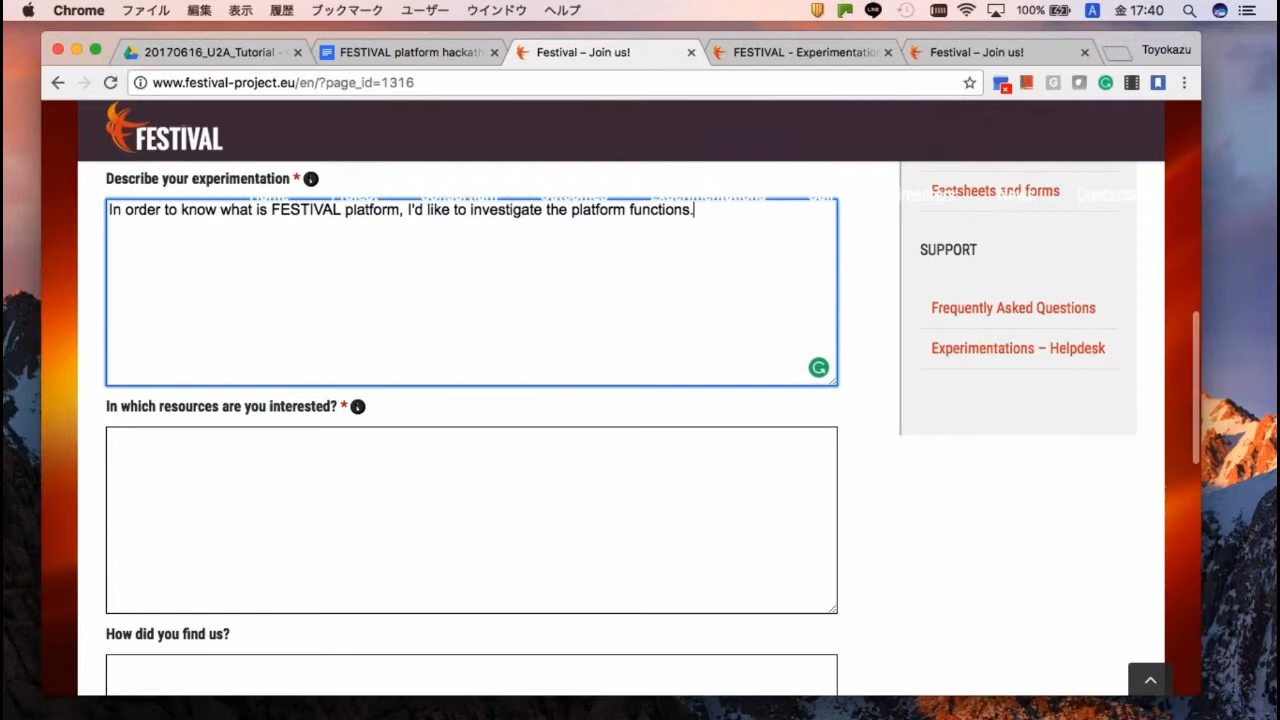 Chrome ファイル 編集 表示 履歴 ブックマーク ユーザー ウインドウ ヘルプ 100% A 金 17:40
20170616_U2A_Tutorial - FESTIVAL platform hackath Festival – Join us! FESTIVAL - Experimentatio Festival – Join us! Toyokazu
www.festival-project.eu/en/?page_id=1316
FESTIVAL
Describe your experimentation *
In order to know what is FESTIVAL platform, I'd like to investigate the platform functions.
In which resources are you interested? *
How did you find us?
Factsheets and forms
Contacts
SUPPORT
Frequently Asked Questions
Experimentations – Helpdesk